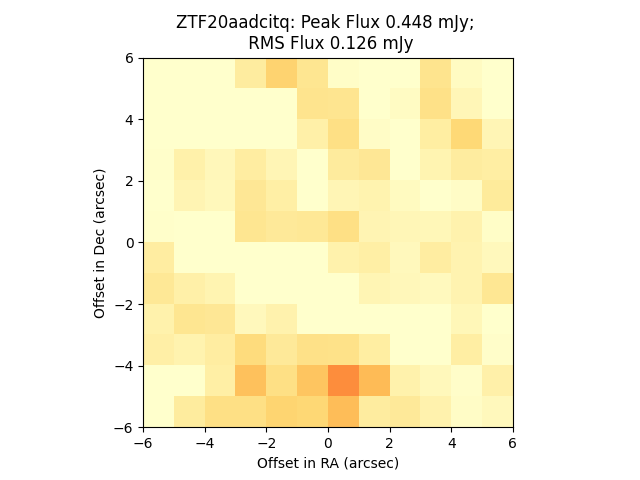 ZTF20aadcitq: Peak Flux 0.448 mJy;
RMS Flux 0.126 mJy
6
4
2
0
−2
−4
−6
Offset in Dec (arcsec)
−6 −4 −2 0 2 4 6
Offset in RA (arcsec)